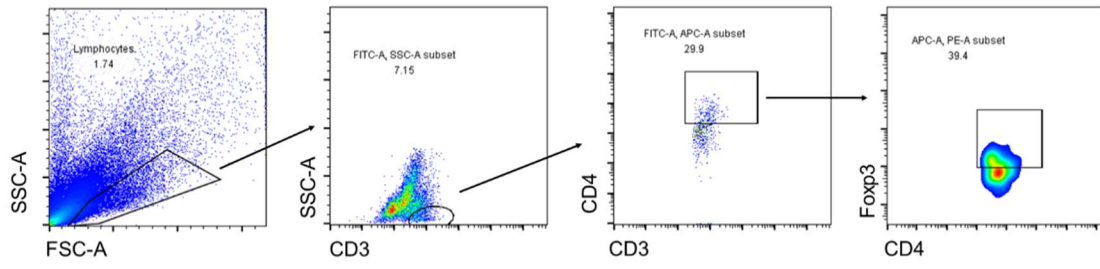 Lymphocytes.
1.74
SSC-A
FSC-A
FITC-A, SSC-A subset
7.15
SSC-A
CD3
FITC-A, APC-A subset
29.9
CD4
CD3
APC-A, PE-A subset
39.4
Foxp3
CD4